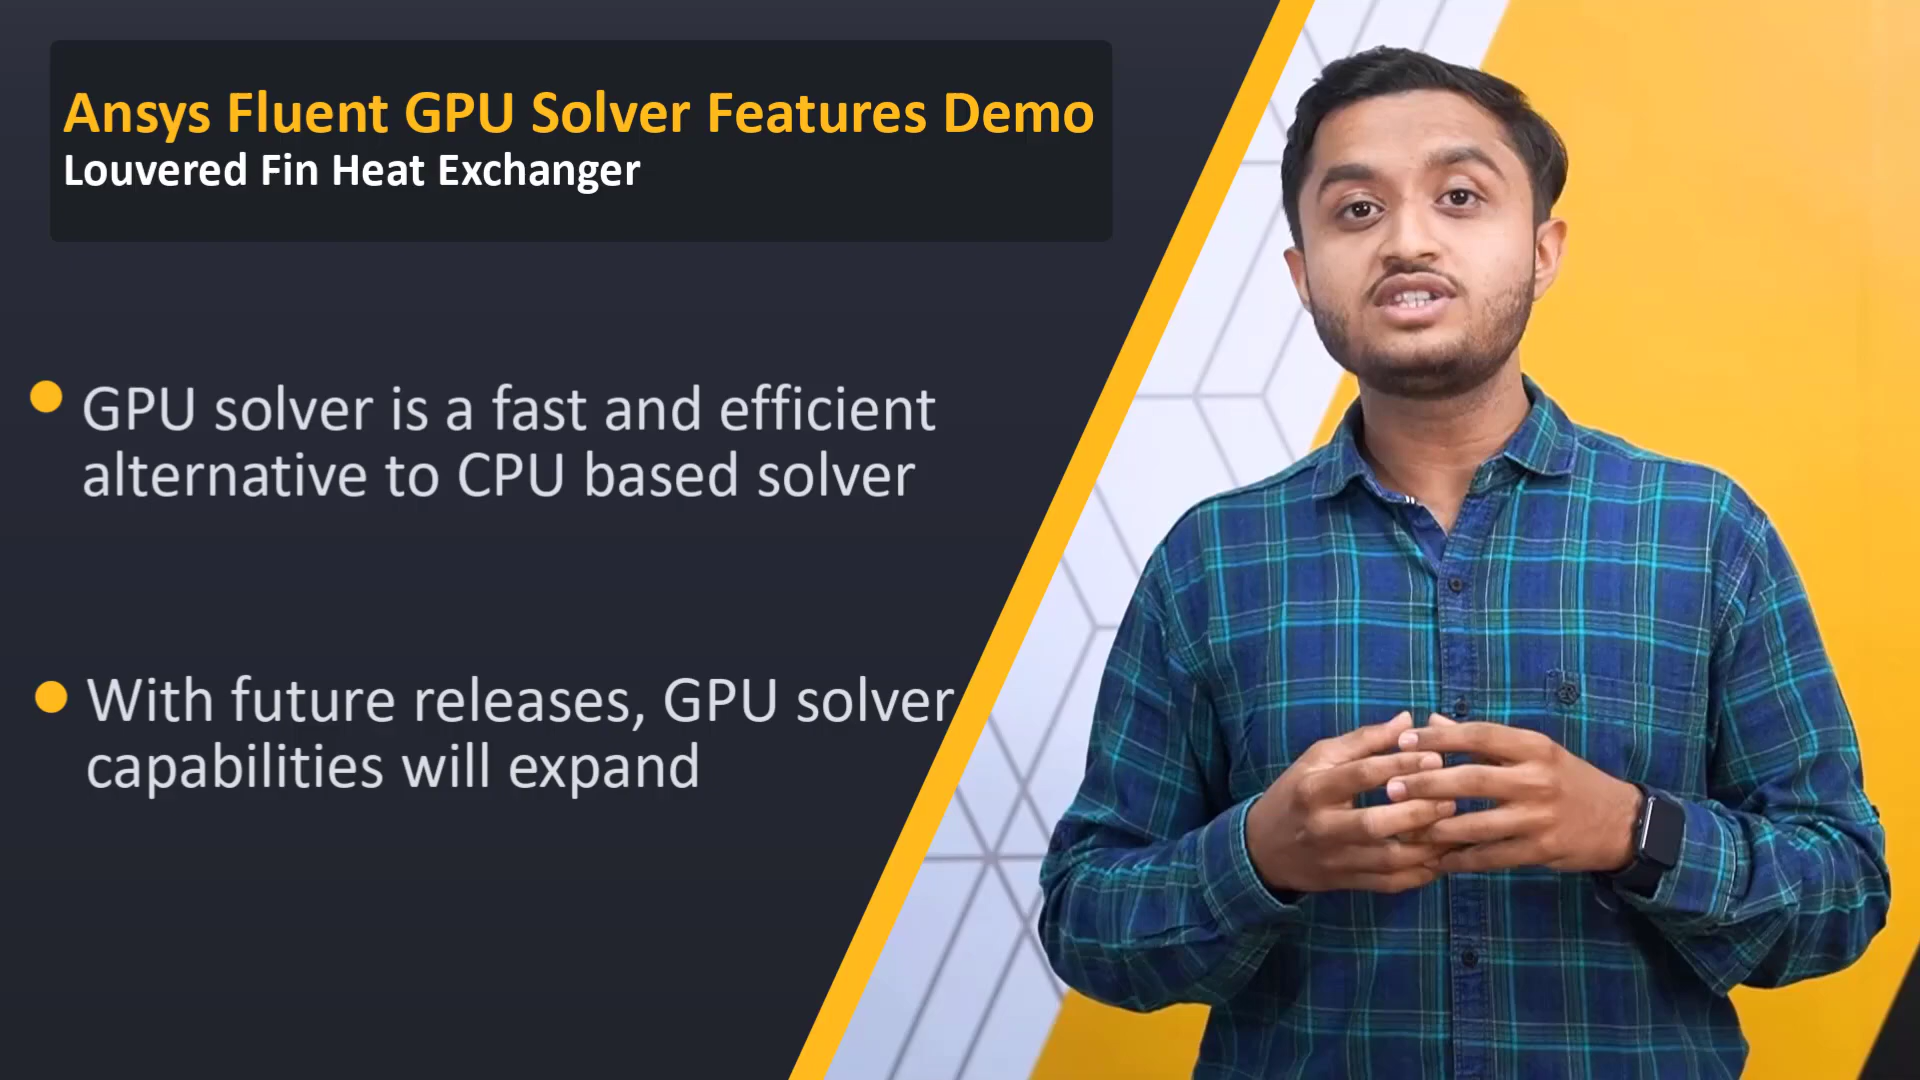 Ansys Fluent GPU Solver Features Demo
Louvered Fin Heat Exchanger
GPU solver is a fast and efficient
alternative to CPU based solver
With future releases, GPU solver
capabilities will expand